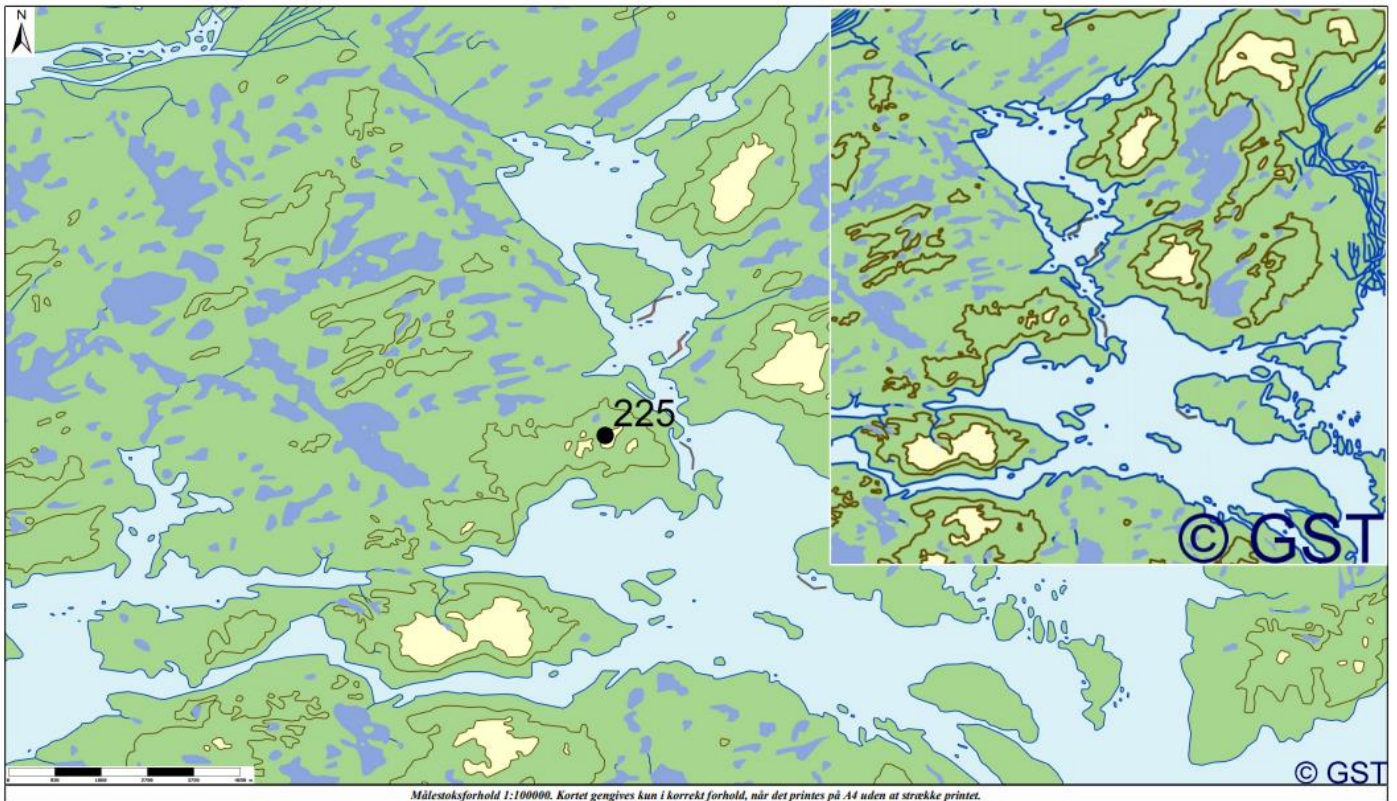 N
225
© GST
© GST
Målestoksforhold 1:100000. Kortet gengives kun i korrekt forhold, når det printes på A4 uden at strække printet.